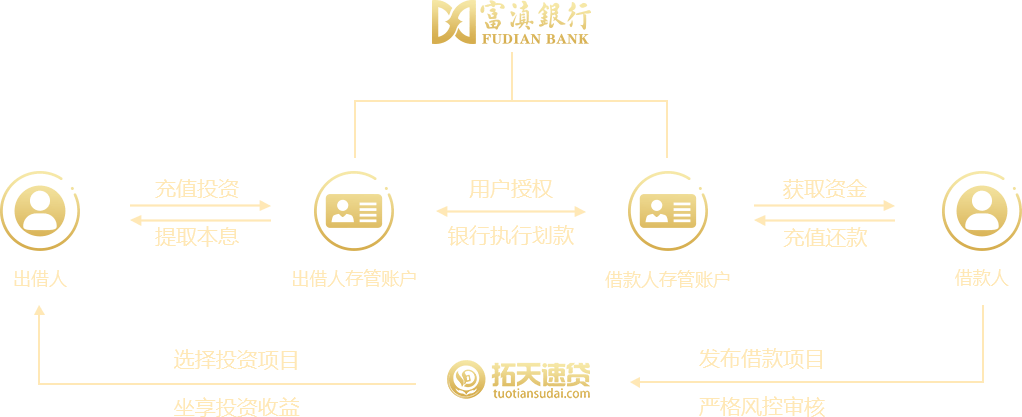 富滇銀行
FUDIAN BANK
充值投资
提取本息
用户授权
银行执行划款
获取资金
充值还款
出借人
出借人存管账户
借款人存管账户
借款人
选择投资项目
坐享投资收益
拓天速贷
tuotiansudai.com
发布借款项目
严格风控审核